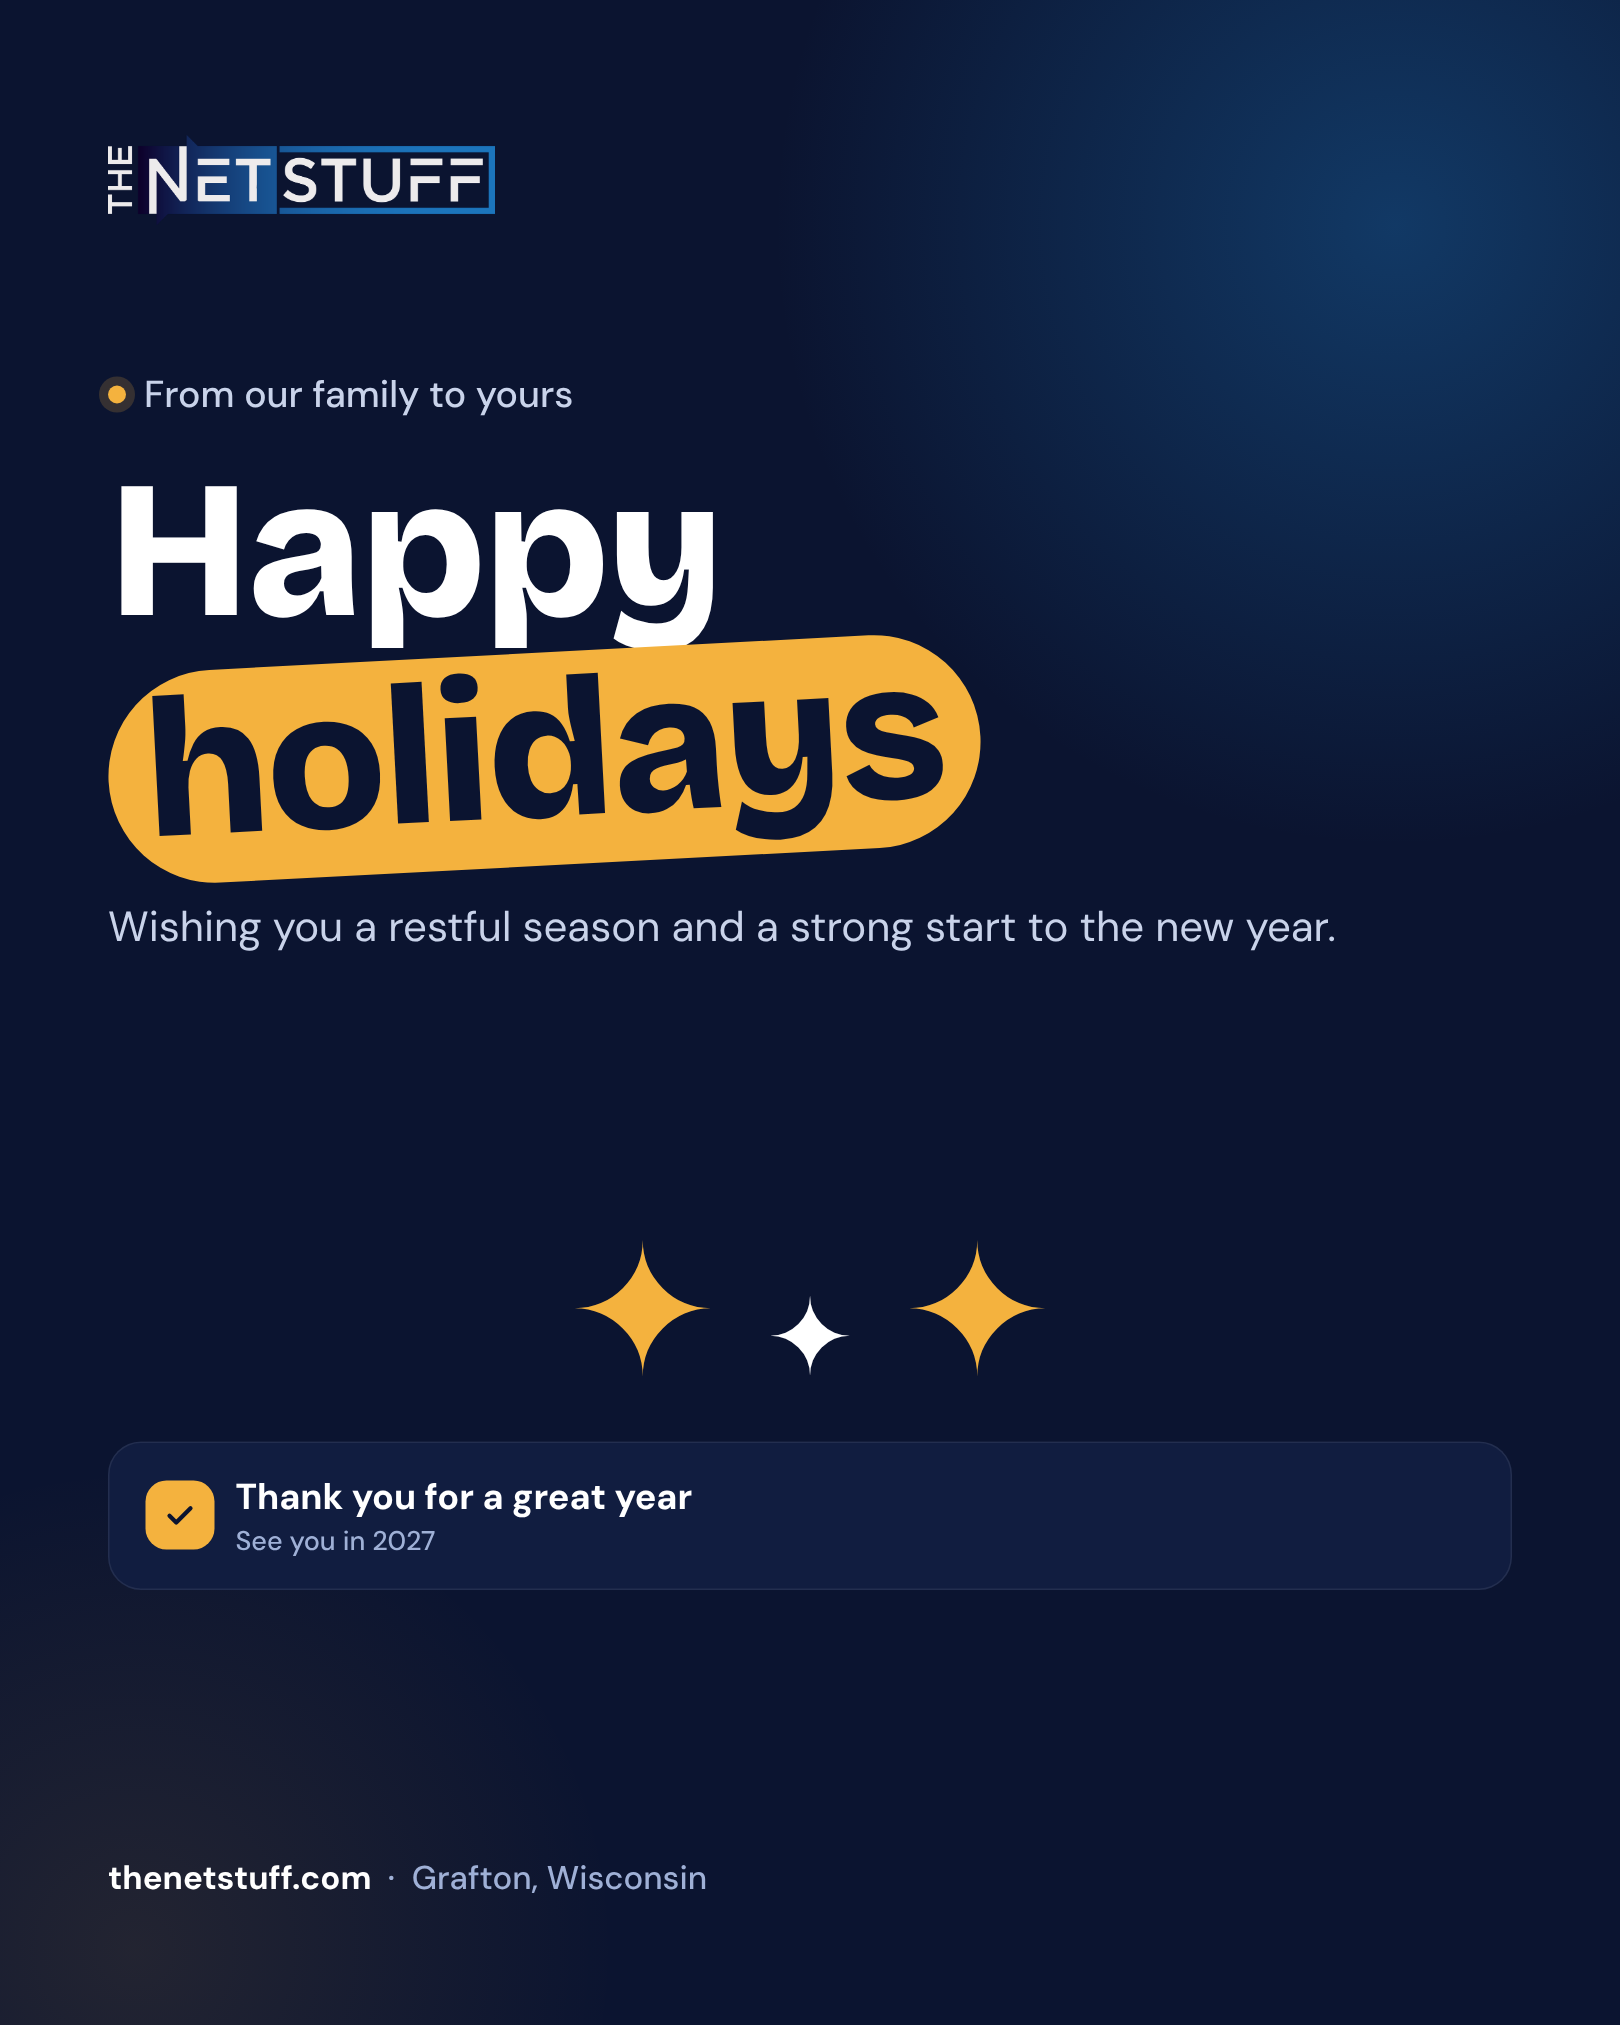 THE NETSTUFF
From our family to yours
Happy
holidays
Wishing you a restful season and a strong start to the new year.
Thank you for a great year
See you in 2027
thenetstuff.com · Grafton, Wisconsin